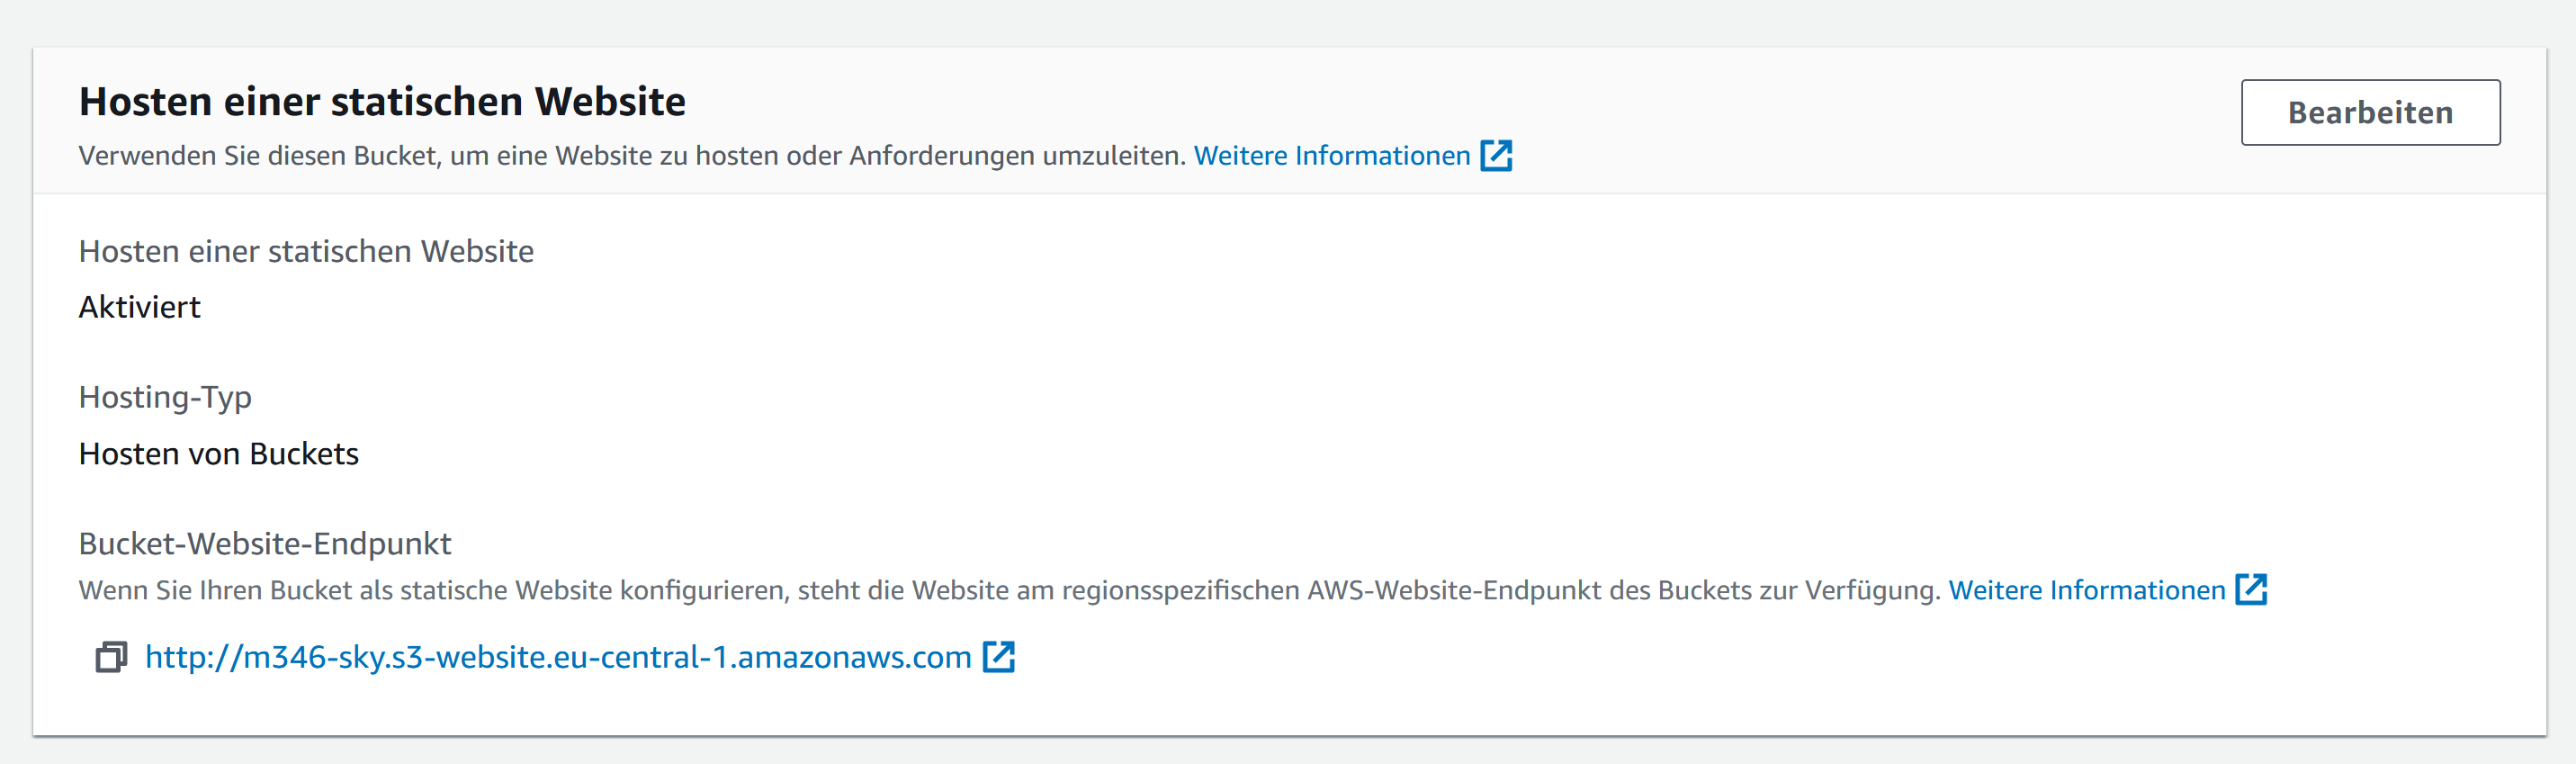 Hosten einer statischen Website
Bearbeiten
Verwenden Sie diesen Bucket, um eine Website zu hosten oder Anforderungen umzuleiten. Weitere Informationen
Hosten einer statischen Website
Aktiviert
Hosting-Typ
Hosten von Buckets
Bucket-Website-Endpunkt
Wenn Sie Ihren Bucket als statische Website konfigurieren, steht die Website am regionsspezifischen AWS-Website-Endpunkt des Buckets zur Verfügung. Weitere Informationen
http://m346-sky.s3-website.eu-central-1.amazonaws.com